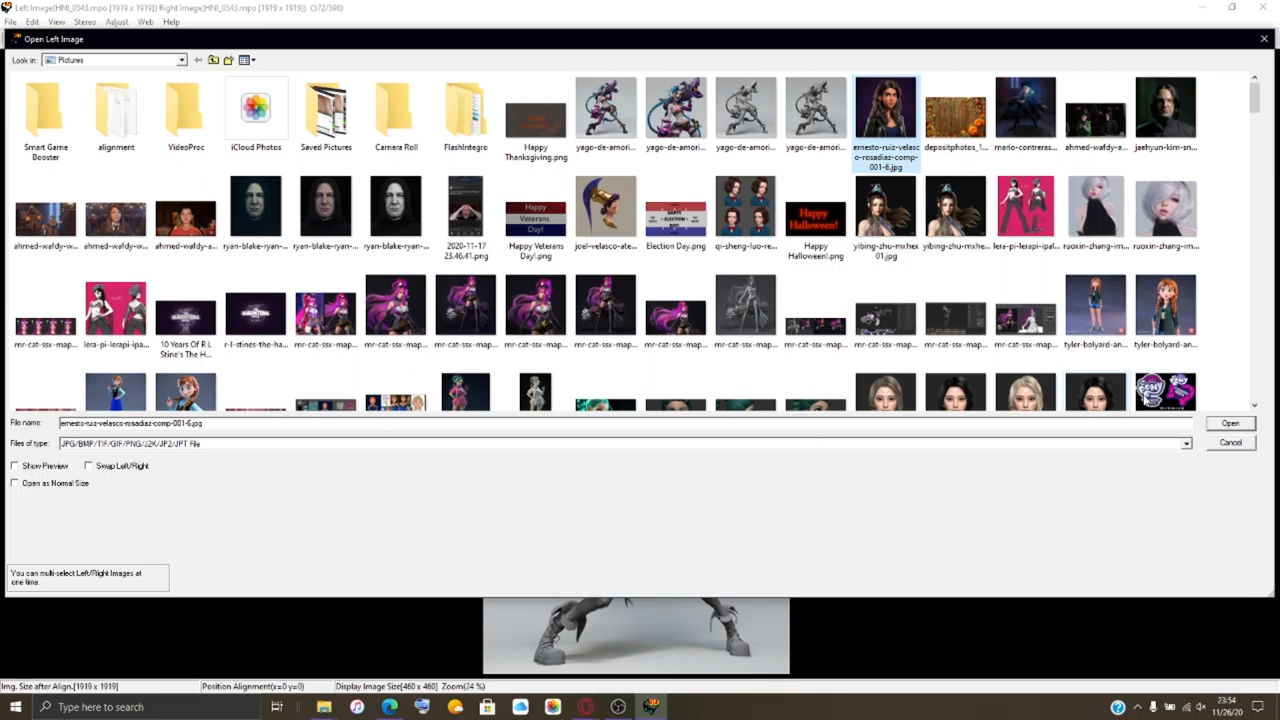 Left Image(HNI_0543.mpo [1919 x 1919]) Right Image(HNI_0543.mpo [1919 x 1919]) (572/598)
File Edit View Stereo Adjust Web Help
Open Left Image
Look in: Pictures
Smart Game Booster
alignment
VideoProc
iCloud Photos
Saved Pictures
Camera Roll
FlashIntegro
Happy Thanksgiving.png
yago-de-amori...
yago-de-amori...
yago-de-amori...
yago-de-amori...
ernesto-ruiz-velasco-rosadiaz-comp-001-6.jpg
depositphotos_1...
mario-contreras...
ahmed-wafdy-a...
jaehyun-kim-sn...
ahmed-wafdy-w...
ahmed-wafdy-w...
ahmed-wafdy-a...
ryan-blake-ryan-...
ryan-blake-ryan-...
ryan-blake-ryan-...
2020-11-17 23.46.41.png
Happy Veterans Day!
Happy Veterans Day!.png
joel-velasco-ate...
HAPPY ELECTION DAY!
Election Day.png
qi-sheng-luo-re...
Happy Halloween!
Happy Halloween!.png
yibing-zhu-mxhex01.jpg
yibing-zhu-mxhe...
lera-pi-lerapi-ipal...
ruoxin-zhang-im...
ruoxin-zhang-im...
mr-cat-ssx-map...
lera-pi-lerapi-ipa...
10 Years Of R L Stine's The H...
r-l-stines-the-ha...
mr-cat-ssx-map...
mr-cat-ssx-map...
mr-cat-ssx-map...
mr-cat-ssx-map...
mr-cat-ssx-map...
mr-cat-ssx-map...
mr-cat-ssx-map...
mr-cat-ssx-map...
mr-cat-ssx-map...
mr-cat-ssx-map...
mr-cat-ssx-map...
tyler-bolyard-an...
tyler-bolyard-an...
File name: ernesto-ruiz-velasco-rosadiaz-comp-001-6.jpg
Open
Files of type: JPG/BMP/TIF/GIF/PNG/J2K/JP2/JPT File
Cancel
Show Preview Swap Left/Right
Open as Normal Size
You can multi-select Left/Right Images at
one time.
Img. Size after Align.[1919 x 1919] Position Alignment(x=0 y=0) Display Image Size[460 x 460] Zoom(24 %)
Type here to search
23:54
11/26/20